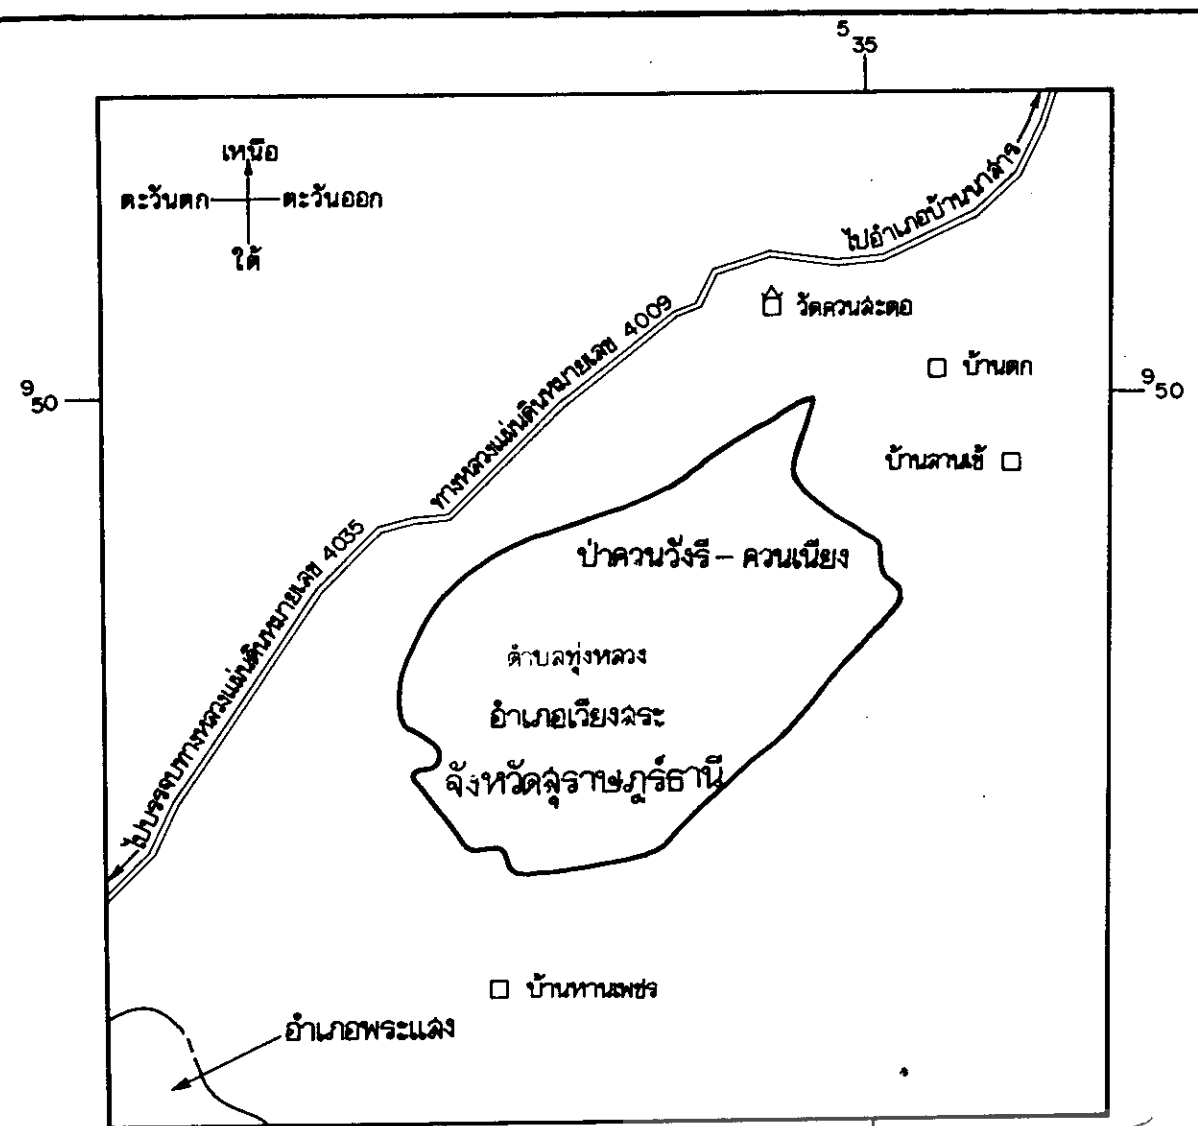 5 35
เหนือ
ตะวันตก ตะวันออก
ใต้
ไปอำเภอบ้านนาสาร
วัดควนสะตอ
ทางหลวงแผ่นดินหมายเลข 4009
บ้านตก
9 50
9 50
บ้านลานเข้
ป่าควนวังรี – ควนเนียง
ไปบรรจบทางหลวงแผ่นดินหมายเลข 4035
ตำบลทุ่งหลวง
อำเภอเวียงสระ
จังหวัดสุราษฎร์ธานี
บ้านทานเพชร
อำเภอพระแสง